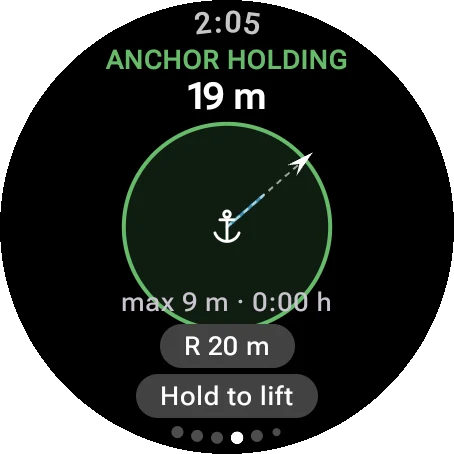 2:05
ANCHOR HOLDING
19 m
max 9 m · 0:00 h
R 20 m
Hold to lift